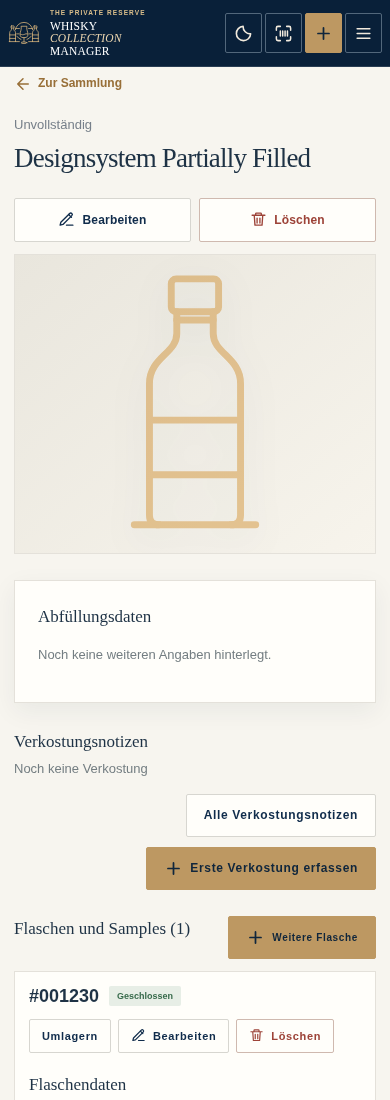 THE PRIVATE RESERVE
WHISKY
COLLECTION
MANAGER
Zur Sammlung
Unvollständig
Designsystem Partially Filled
Bearbeiten
Löschen
Abfüllungsdaten
Noch keine weiteren Angaben hinterlegt.
Verkostungsnotizen
Noch keine Verkostung
Alle Verkostungsnotizen
Erste Verkostung erfassen
Flaschen und Samples (1)
Weitere Flasche
#001230
Geschlossen
Umlagern
Bearbeiten
Löschen
Flaschendaten